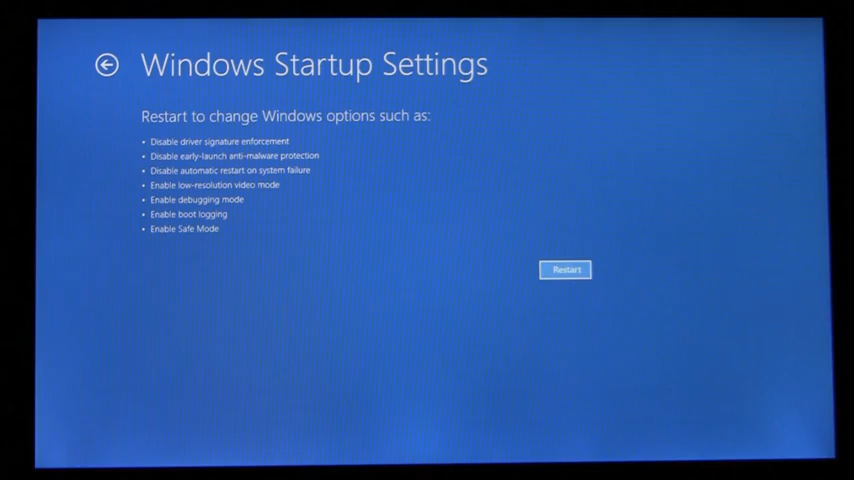 Windows Startup Settings
Restart to change Windows options such as:
• Disable driver signature enforcement
• Disable early-launch anti-malware protection
• Disable automatic restart on system failure
• Enable low-resolution video mode
• Enable debugging mode
• Enable boot logging
• Enable Safe Mode
Restart